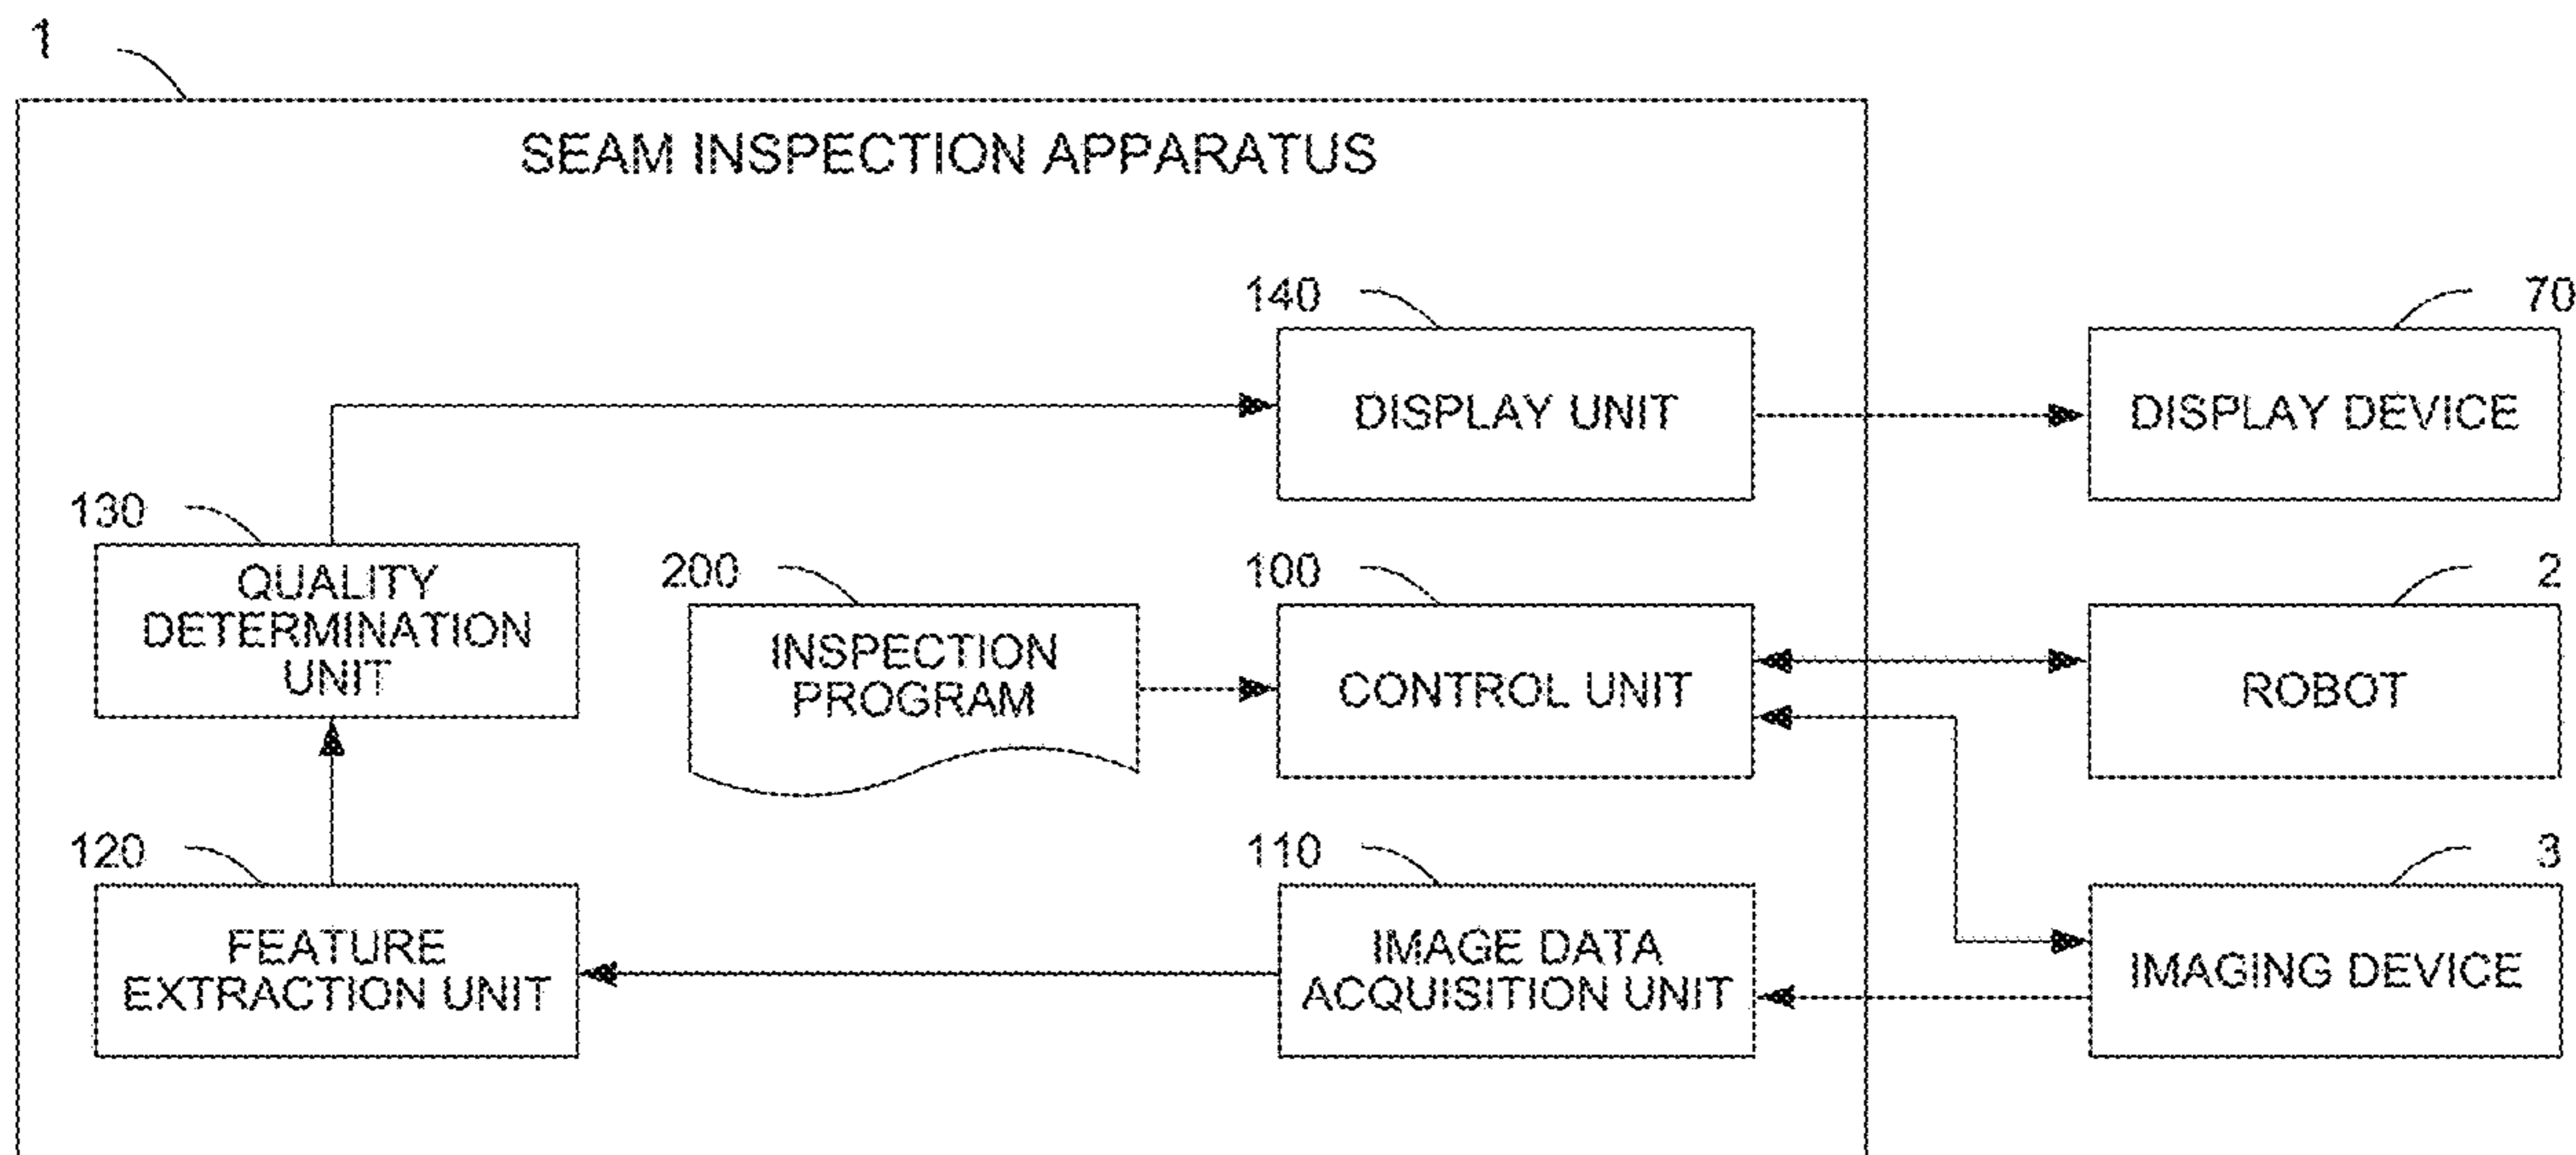 1
SEAM INSPECTION APPARATUS
140
70
DISPLAY UNIT
DISPLAY DEVICE
130
QUALITY
DETERMINATION
UNIT
200
INSPECTION
PROGRAM
100
CONTROL UNIT
2
ROBOT
120
FEATURE
EXTRACTION UNIT
110
IMAGE DATA
ACQUISITION UNIT
3
IMAGING DEVICE